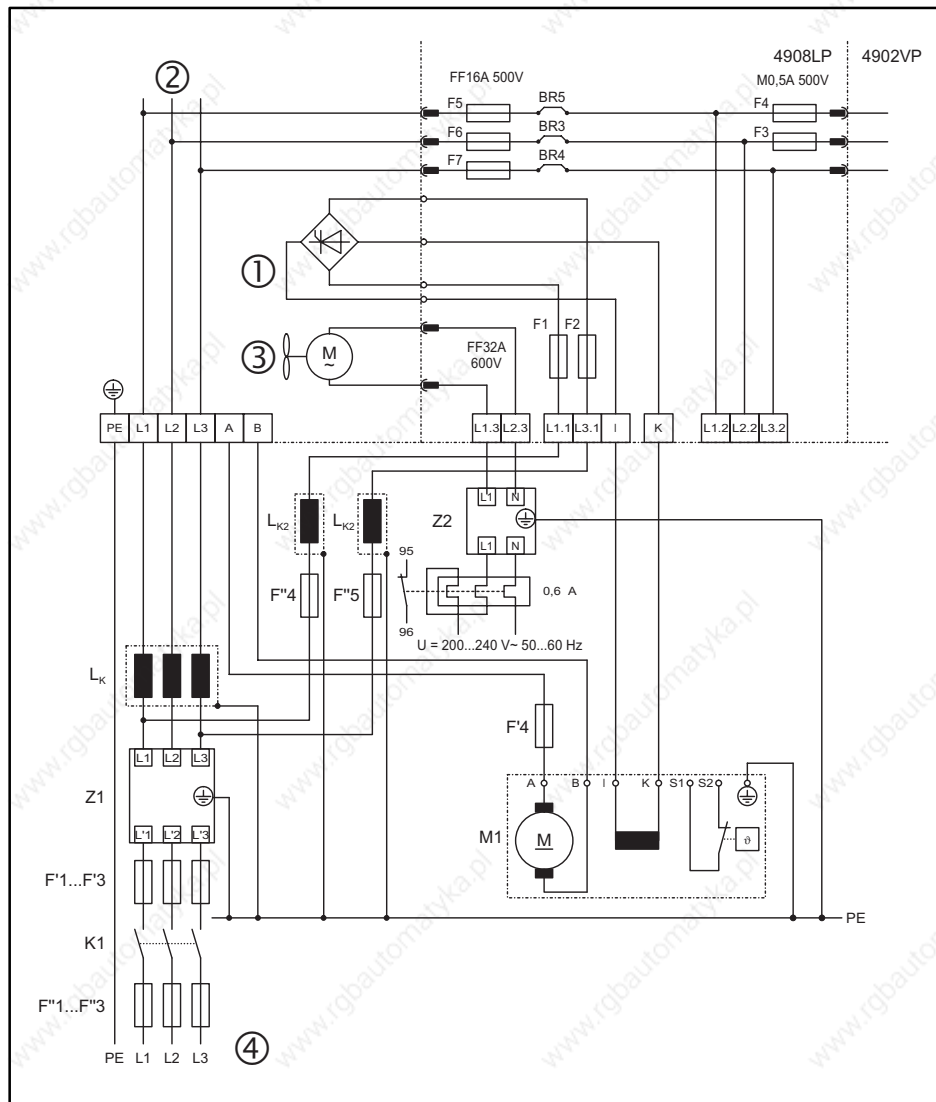 4908LP 4902VP
② FF16A 500V M0,5A 500V
F5 BR5 F4
F6 BR3 F3
F7 BR4
①
F1 F2
③ M ~ FF32A
600V
PE L1 L2 L3 A B L1.3 L2.3 L1.1 L3.1 I K L1.2 L2.2 L3.2
L1 N
LK2 LK2 Z2
L1 N
95
F"4 F"5 0,6 A
96
U = 200...240 V~ 50...60 Hz
LK
F'4
L1 L2 L3
A B I K S1 S2
Z1
L'1 L'2 L'3
M1 M ϑ
F'1...F'3
PE
K1
F"1...F"3
PE L1 L2 L3 ④
www.rgbautomatyka.pl